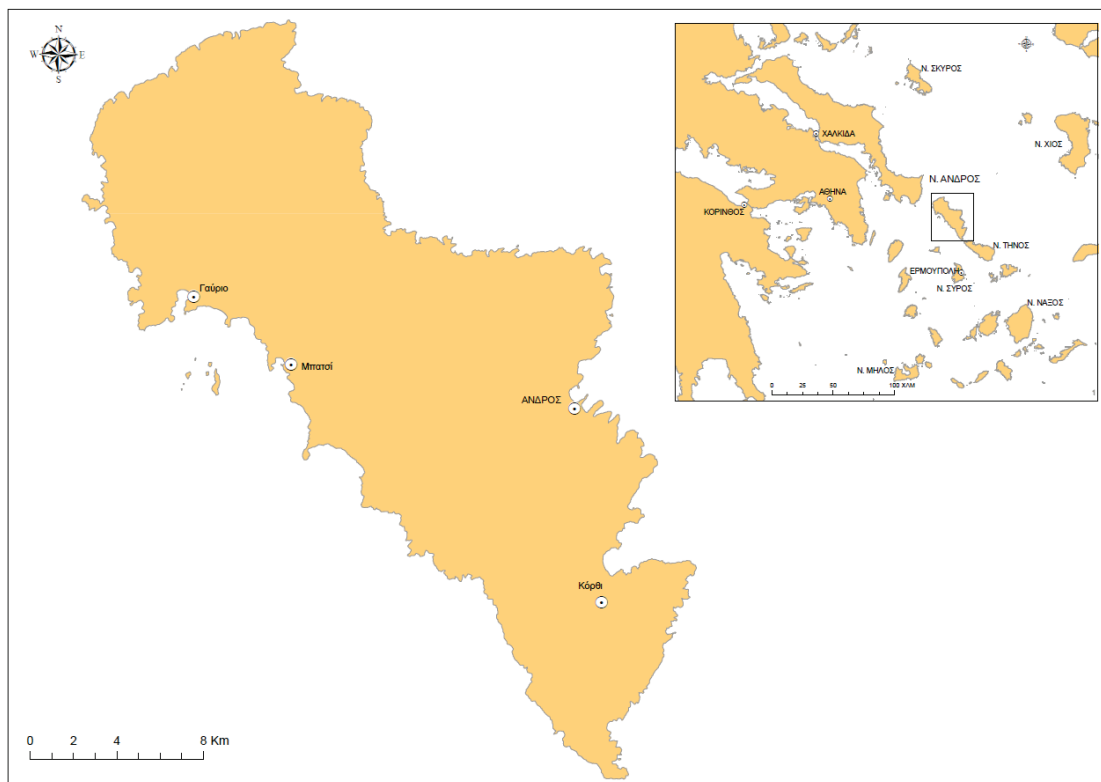 N
W E
S
Γαύριο
Μπατσί
ΑΝΔΡΟΣ
Κόρθι
0 2 4 8 Km
Ν. ΣΚΥΡΟΣ
ΧΑΛΚΙΔΑ
Ν. ΧΙΟΣ
Ν. ΑΝΔΡΟΣ
ΑΘΗΝΑ
ΚΟΡΙΝΘΟΣ
Ν. ΤΗΝΟΣ
ΕΡΜΟΥΠΟΛΗ
Ν. ΣΥΡΟΣ
Ν. ΝΑΞΟΣ
Ν. ΜΗΛΟΣ
0 25 50 100 ΧΛΜ
1